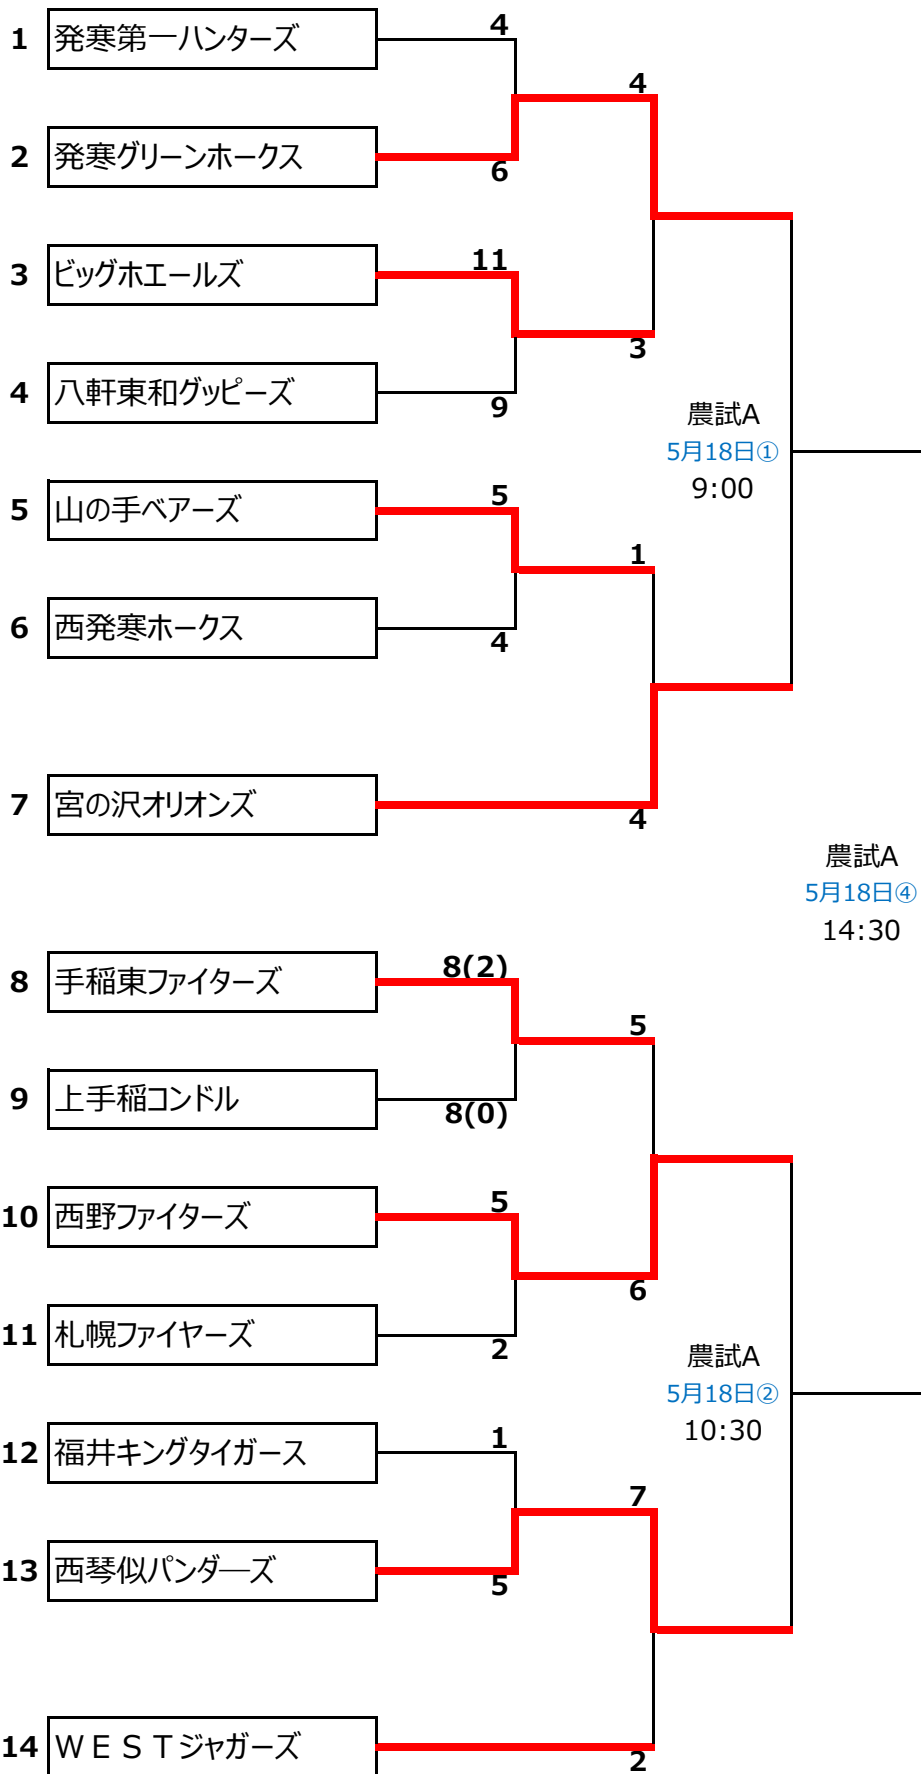 1 発寒第一ハンターズ 4
4
2 発寒グリーンホークス 6
3 ビッグホエールズ 11
3
4 八軒東和グッピーズ 9
農試A
5月18日①
9:00
5 山の手ベアーズ 5
1
6 西発寒ホークス 4
7 宮の沢オリオンズ 4
農試A
5月18日④
14:30
8 手稲東ファイターズ 8(2)
5
9 上手稲コンドル 8(0)
10 西野ファイターズ 5
6
11 札幌ファイヤーズ 2
農試A
5月18日②
10:30
12 福井キングタイガース 1
7
13 西琴似パンダ―ズ 5
14 ＷＥＳＴジャガーズ 2